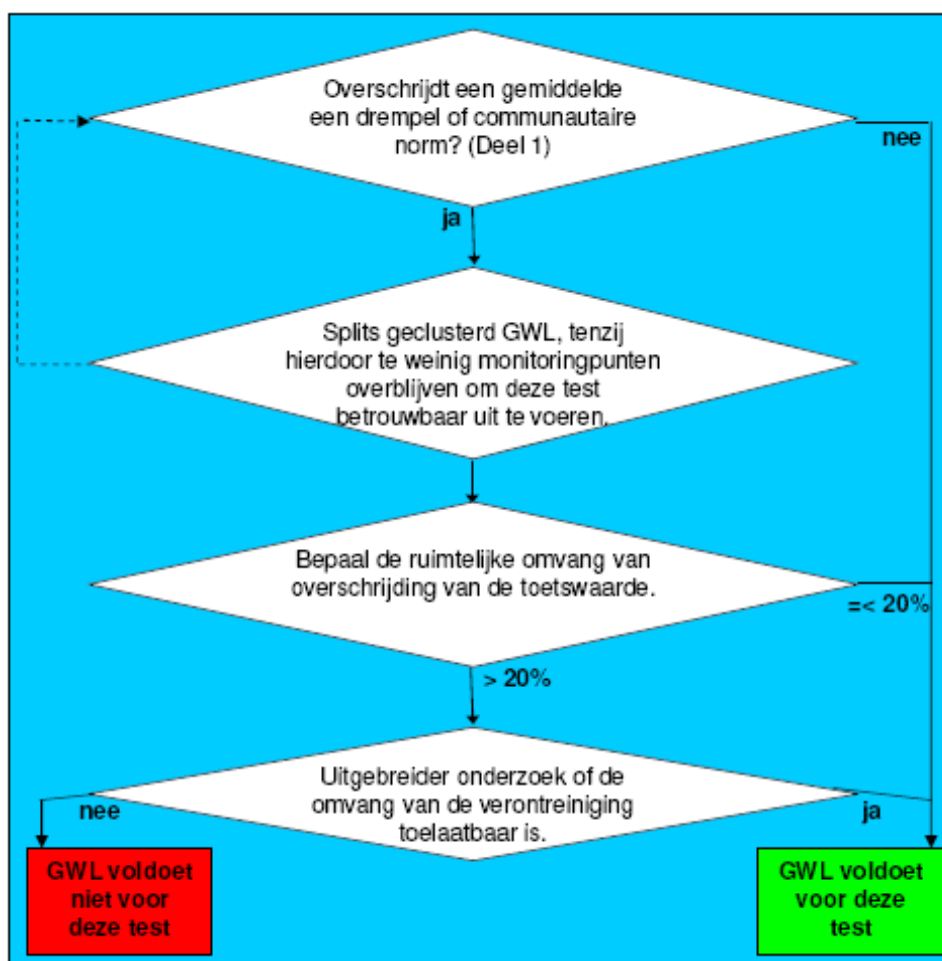 Overschrijdt een gemiddelde
een drempel of communautaire
norm? (Deel 1)
nee
ja
Splits geclusterd GWL, tenzij
hierdoor te weinig monitoringpunten
overblijven om deze test
betrouwbaar uit te voeren.
Bepaal de ruimtelijke omvang van
overschrijding van de toetswaarde.
=< 20%
> 20%
Uitgebreider onderzoek of de
omvang van de verontreiniging
toelaatbaar is.
nee
ja
GWL voldoet
niet voor
deze test
GWL voldoet
voor deze
test